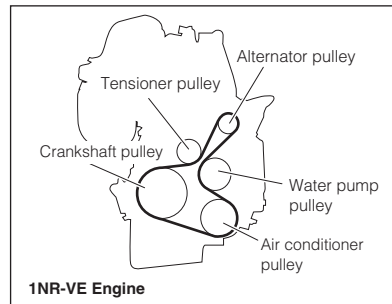 Alternator pulley
Tensioner pulley
Crankshaft pulley
Water pump
pulley
Air conditioner
pulley
1NR-VE Engine